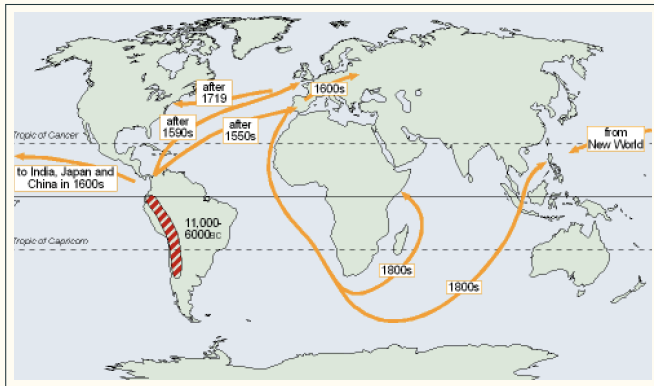 after
1719
1600s
after
1590s
after
1550s
Tropic of Cancer
from
New World
to India, Japan and
China in 1600s
11,000-
6000BC
Tropic of Capricorn
1800s
1800s